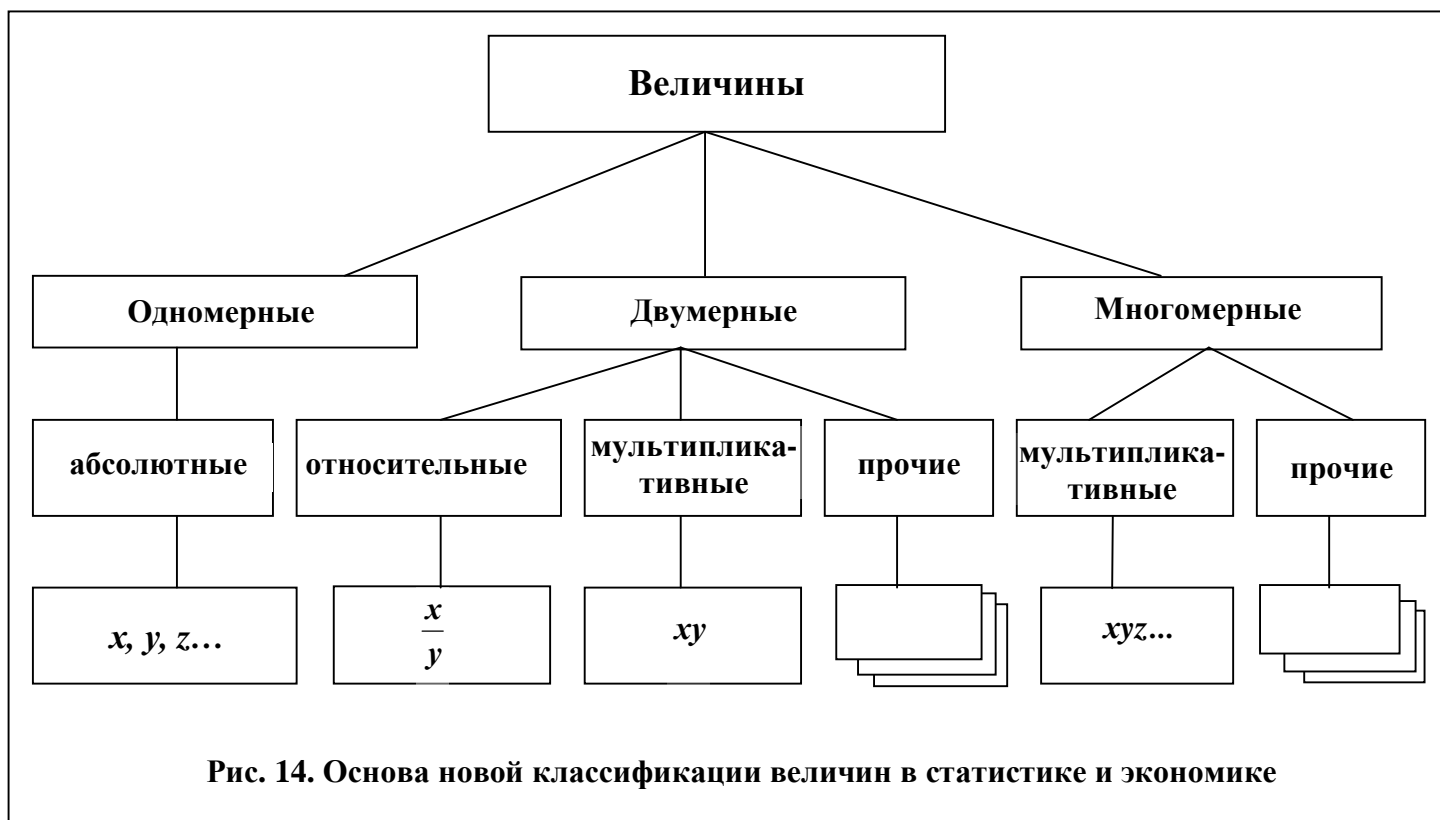 Величины
Одномерные
Двумерные
Многомерные
абсолютные
относительные
мультиплика-
тивные
прочие
мультиплика-
тивные
прочие
x, y, z…
x
y
xy
xyz...
Рис. 14. Основа новой классификации величин в статистике и экономике